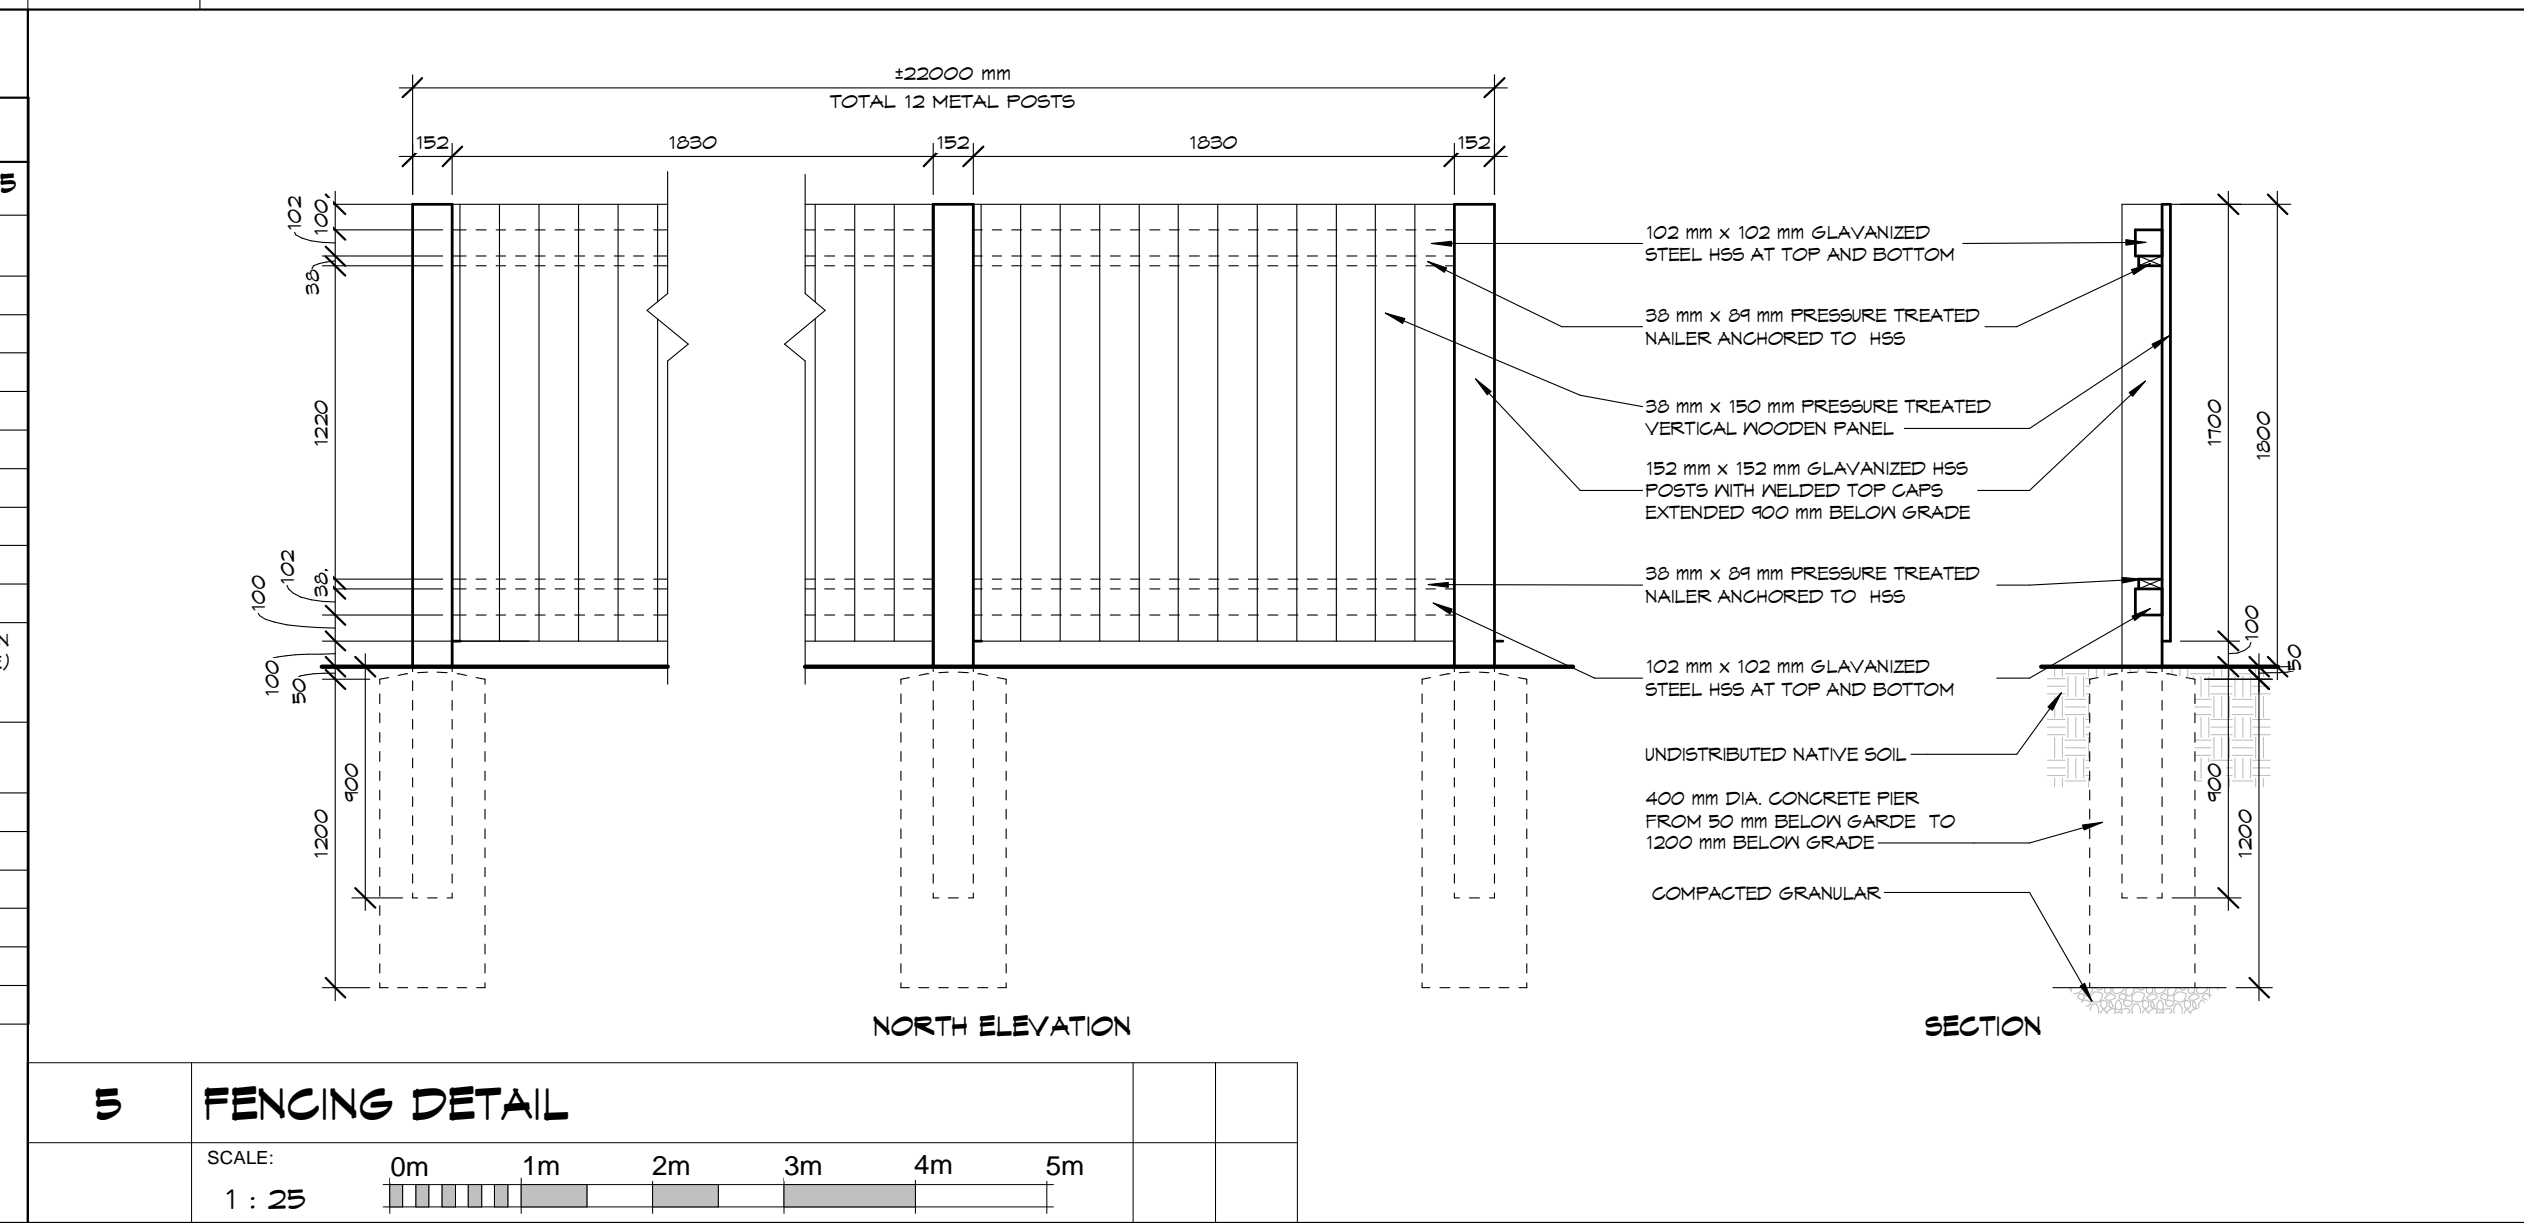 ±22000 mm
TOTAL 12 METAL POSTS
152
1830
152
1830
152
5
102
100
38
1220
100
102
38
100
50
900
1200
102 mm x 102 mm GLAVANIZED
STEEL HSS AT TOP AND BOTTOM
38 mm x 89 mm PRESSURE TREATED
NAILER ANCHORED TO HSS
38 mm x 150 mm PRESSURE TREATED
VERTICAL WOODEN PANEL
152 mm x 152 mm GLAVANIZED HSS
POSTS WITH WELDED TOP CAPS
EXTENDED 900 mm BELOW GRADE
38 mm x 89 mm PRESSURE TREATED
NAILER ANCHORED TO HSS
102 mm x 102 mm GLAVANIZED
STEEL HSS AT TOP AND BOTTOM
UNDISTRIBUTED NATIVE SOIL
400 mm DIA. CONCRETE PIER
FROM 50 mm BELOW GARDE TO
1200 mm BELOW GRADE
COMPACTED GRANULAR
1700
1800
100
50
900
1200
NORTH ELEVATION
SECTION
5
FENCING DETAIL
SCALE:
1 : 25
0m
1m
2m
3m
4m
5m